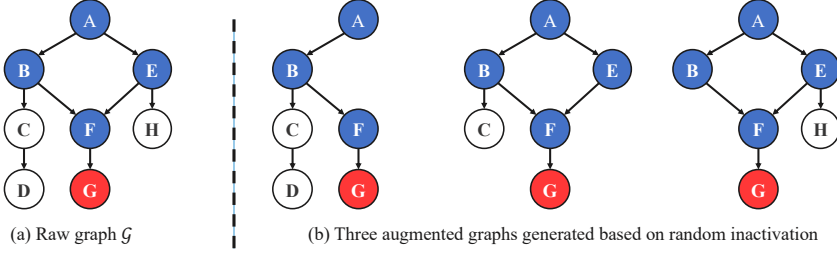 A A A A
B E B B E B E
C F H C F C F F H
D G D G G G
(a) Raw graph 𝒢 (b) Three augmented graphs generated based on random inactivation